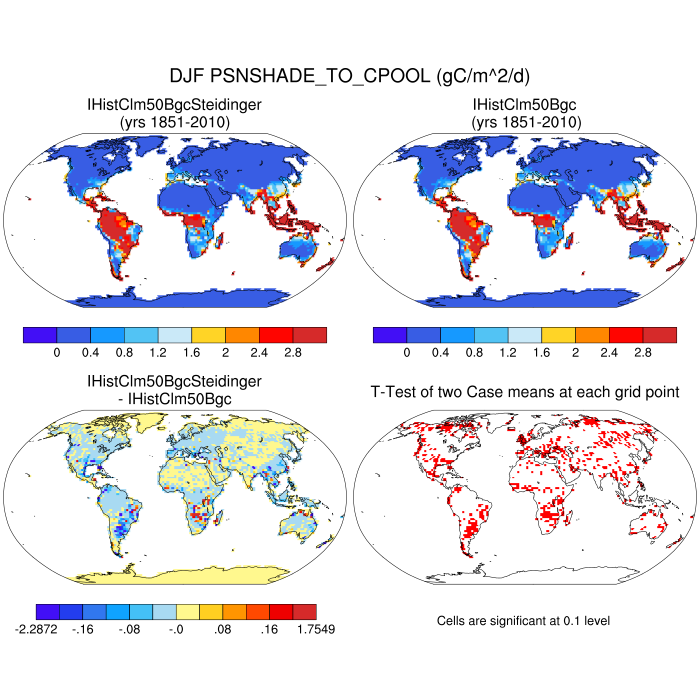 DJF PSNSHADE_TO_CPOOL (gC/m^2/d)
IHistClm50BgcSteidinger
(yrs 1851-2010)
IHistClm50Bgc
(yrs 1851-2010)
0 0.4 0.8 1.2 1.6 2 2.4 2.8
0 0.4 0.8 1.2 1.6 2 2.4 2.8
IHistClm50BgcSteidinger
- IHistClm50Bgc
T-Test of two Case means at each grid point
-2.2872 -.16 -.08 -.0 .08 .16 1.7549
Cells are significant at 0.1 level